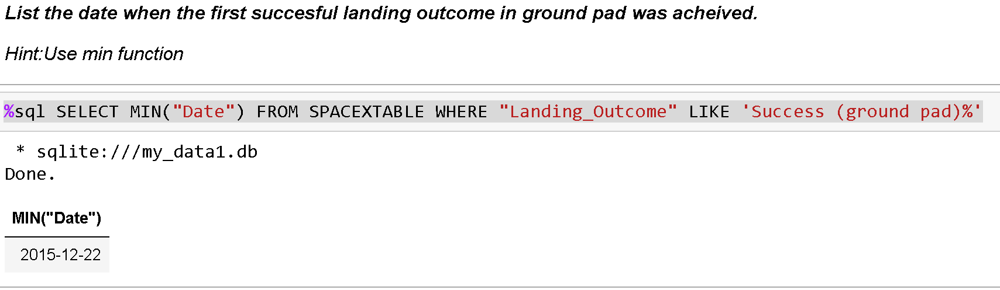 List the date when the first succesful landing outcome in ground pad was acheived.
Hint:Use min function
%sql SELECT MIN("Date") FROM SPACEXTABLE WHERE "Landing_Outcome" LIKE 'Success (ground pad)%'
* sqlite:///my_data1.db
Done.
MIN("Date")
2015-12-22